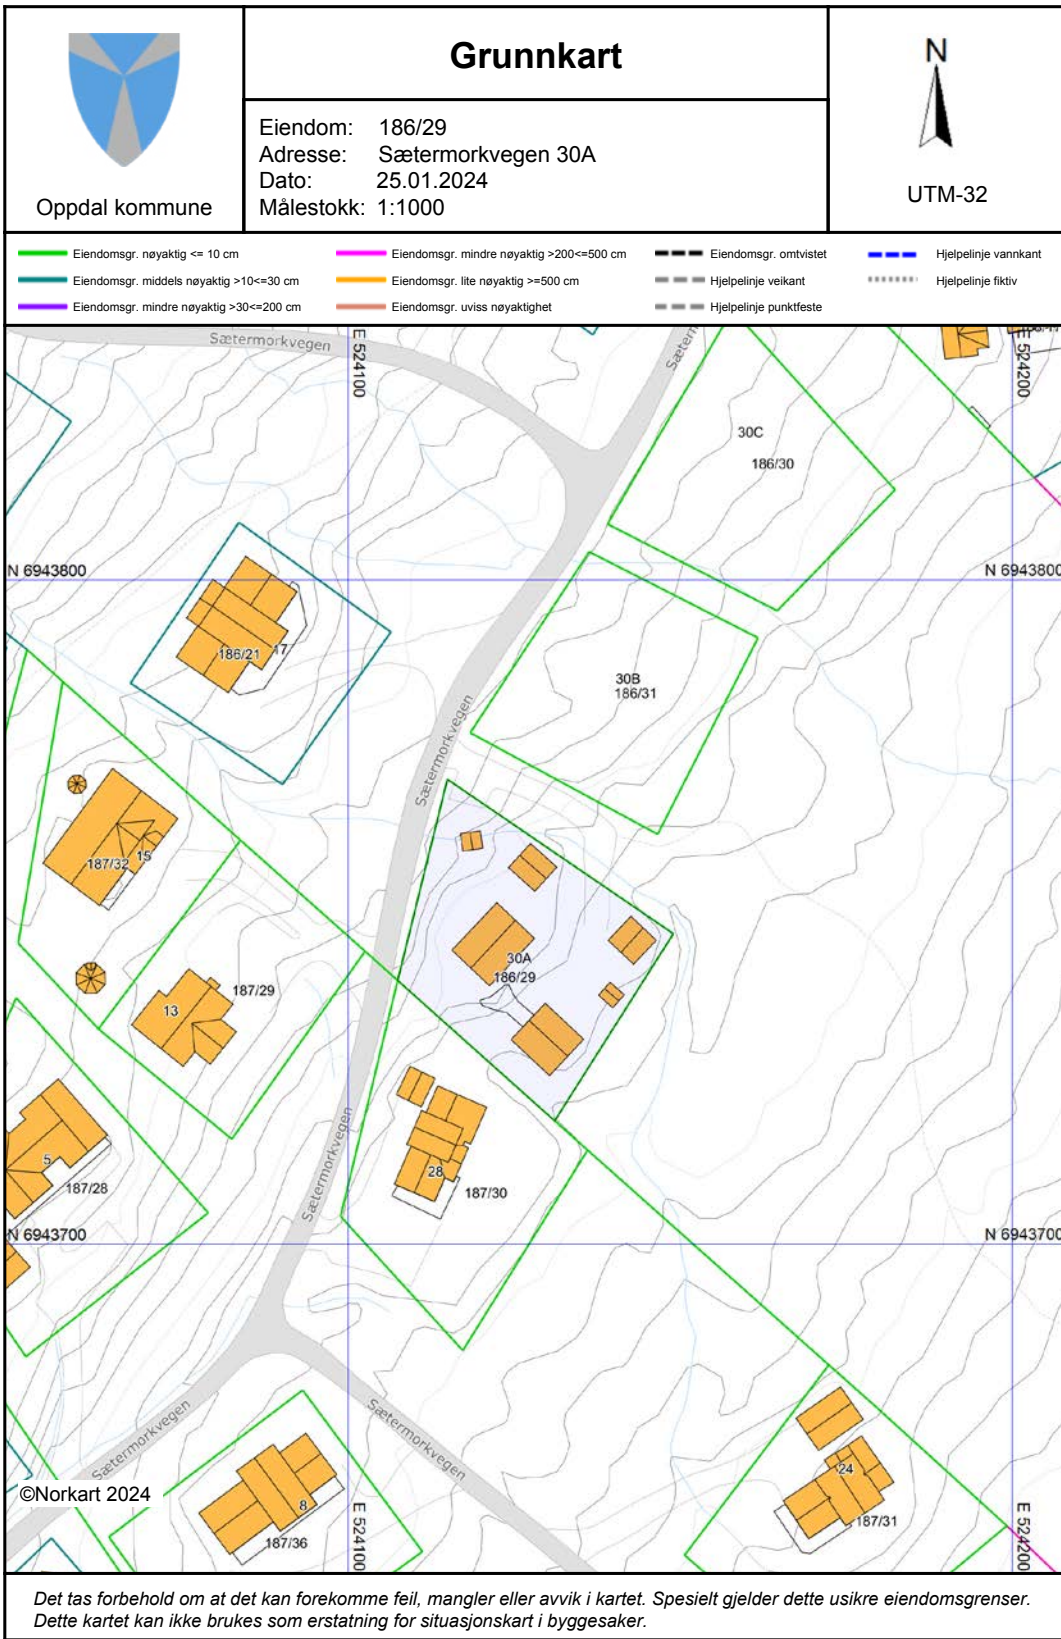 Oppdal kommune
Grunnkart
Eiendom: 186/29
Adresse: Sætermorkvegen 30A
Dato: 25.01.2024
Målestokk: 1:1000
N
UTM-32
Eiendomsgr. nøyaktig <= 10 cm
Eiendomsgr. middels nøyaktig >10<=30 cm
Eiendomsgr. mindre nøyaktig >30<=200 cm
Eiendomsgr. mindre nøyaktig >200<=500 cm
Eiendomsgr. lite nøyaktig >=500 cm
Eiendomsgr. uviss nøyaktighet
Eiendomsgr. omtvistet
Hjelpelinje veikant
Hjelpelinje punktfeste
Hjelpelinje vannkant
Hjelpelinje fiktiv
Sætermorkvegen
E 524100
Sæterm
E 524200
30C
186/30
N 6943800
N 6943800
186/21
17
30B
186/31
Sætermorkvegen
187/32
15
30A
186/29
187/29
13
Sætermorkvegen
5
187/28
28
187/30
N 6943700
N 6943700
Sætermorkvegen
Sætermorkvegen
24
187/31
©Norkart 2024
8
187/36
E 524100
E 524200
Det tas forbehold om at det kan forekomme feil, mangler eller avvik i kartet. Spesielt gjelder dette usikre eiendomsgrenser.
Dette kartet kan ikke brukes som erstatning for situasjonskart i byggesaker.